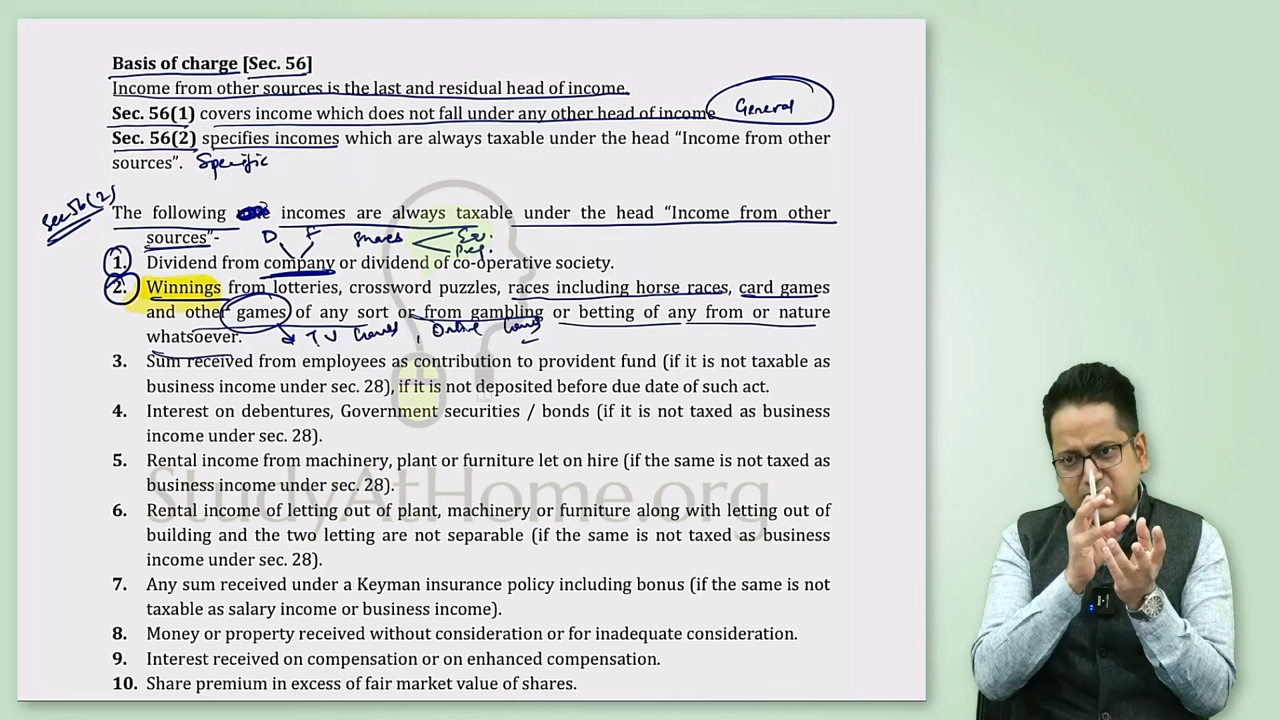 Basis of charge [Sec. 56]
Income from other sources is the last and residual head of income.
Sec. 56(1) covers income which does not fall under any other head of income General
Sec. 56(2) specifies incomes which are always taxable under the head “Income from other
sources”. Specific
Sec 56(2)
The following incomes are always taxable under the head “Income from other
sources”- D F Shares
1. Dividend from company or dividend of co-operative society.
2. Winnings from lotteries, crossword puzzles, races including horse races, card games
and other games of any sort or from gambling or betting of any from or nature
whatsoever. TV Games, Online Games
3. Sum received from employees as contribution to provident fund (if it is not taxable as
business income under sec. 28), if it is not deposited before due date of such act.
4. Interest on debentures, Government securities / bonds (if it is not taxed as business
income under sec. 28).
5. Rental income from machinery, plant or furniture let on hire (if the same is not taxed as
business income under sec. 28).
StudyAtHome.org
6. Rental income of letting out of plant, machinery or furniture along with letting out of
building and the two letting are not separable (if the same is not taxed as business
income under sec. 28).
7. Any sum received under a Keyman insurance policy including bonus (if the same is not
taxable as salary income or business income).
8. Money or property received without consideration or for inadequate consideration.
9. Interest received on compensation or on enhanced compensation.
10. Share premium in excess of fair market value of shares.